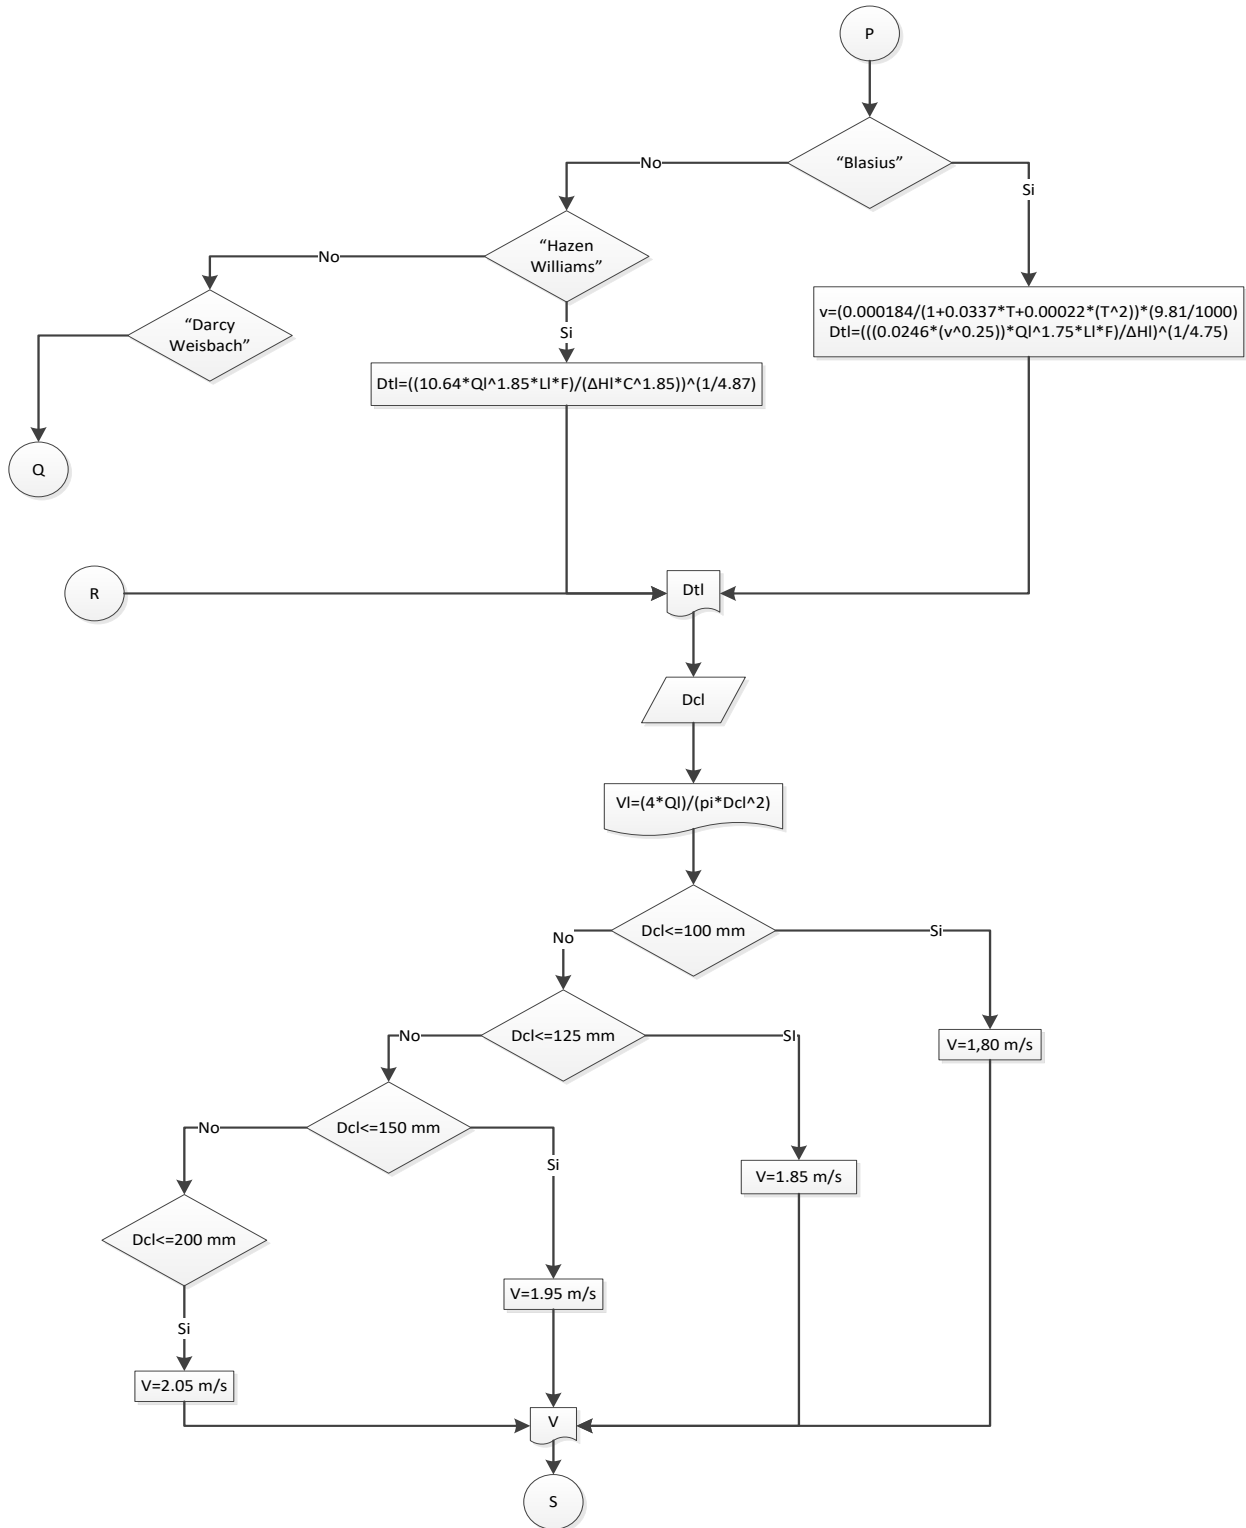 P
“Blasius”
No
Si
“Hazen
Williams”
No
Si
“Darcy
Weisbach”
v=(0.000184/(1+0.0337*T+0.00022*(T^2))*(9.81/1000)
Dtl=(((0.0246*(v^0.25))*Ql^1.75*Ll*F)/ΔHl)^(1/4.75)
Dtl=((10.64*Ql^1.85*Ll*F)/(ΔHl*C^1.85))^(1/4.87)
Q
R
Dtl
Dcl
Vl=(4*Ql)/(pi*Dcl^2)
Dcl<=100 mm
No
Si
Dcl<=125 mm
No
SI
V=1,80 m/s
Dcl<=150 mm
No
Si
V=1.85 m/s
Dcl<=200 mm
Si
V=1.95 m/s
V=2.05 m/s
V
S